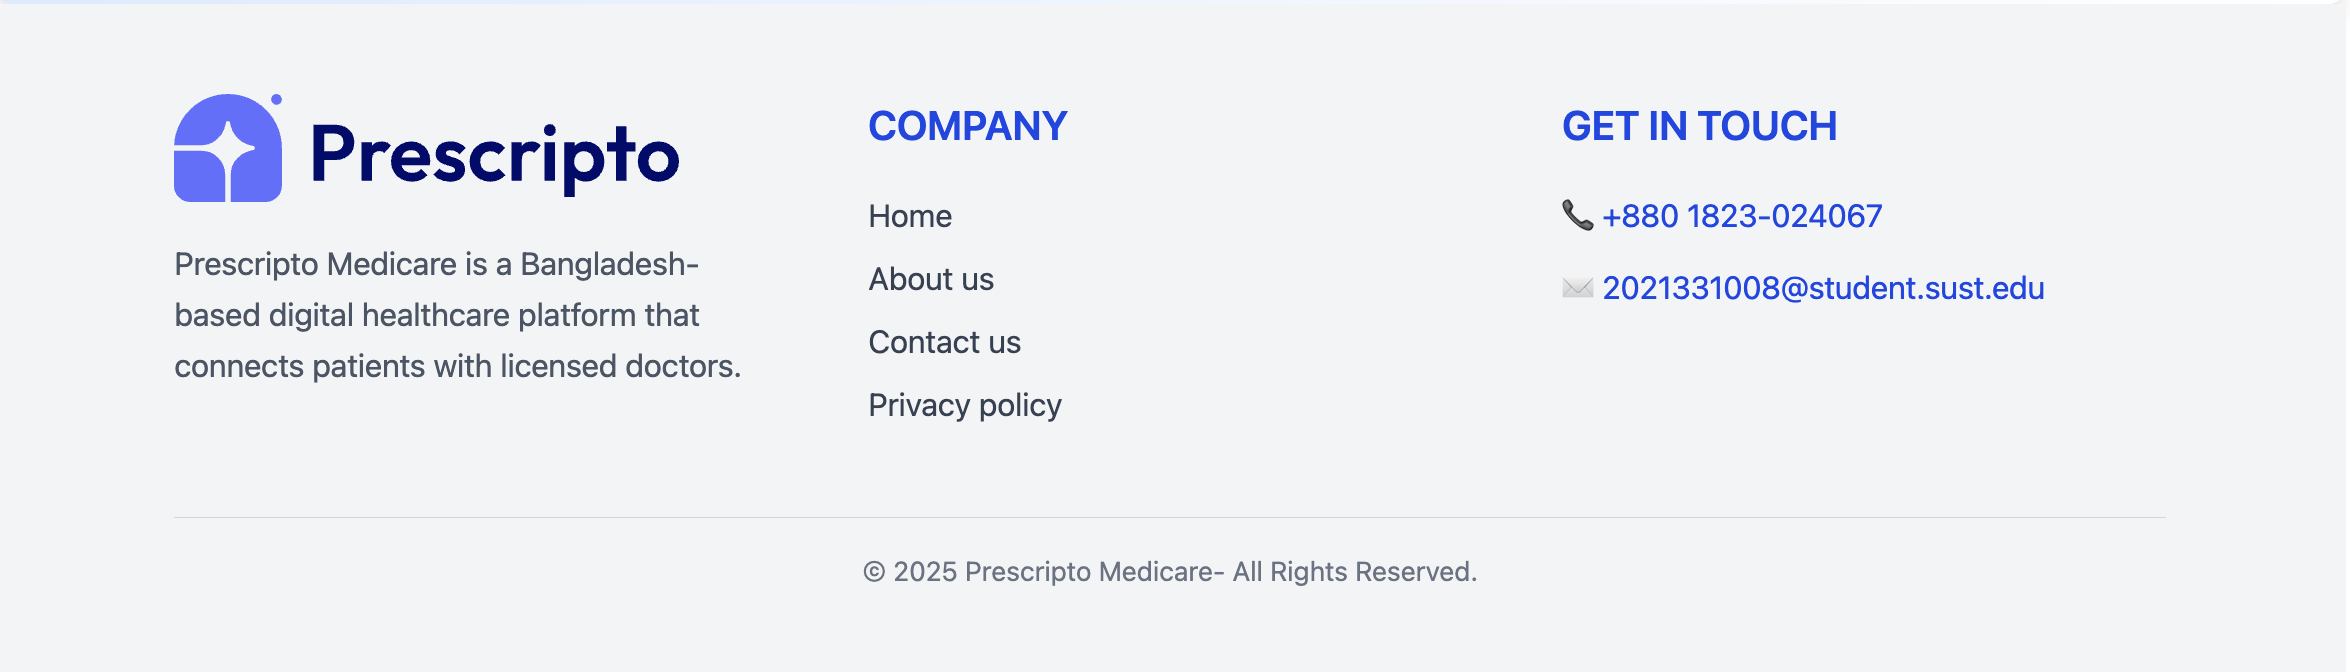 Prescripto
Prescripto Medicare is a Bangladesh-
based digital healthcare platform that
connects patients with licensed doctors.
COMPANY
Home
About us
Contact us
Privacy policy
GET IN TOUCH
+880 1823-024067
2021331008@student.sust.edu
© 2025 Prescripto Medicare- All Rights Reserved.